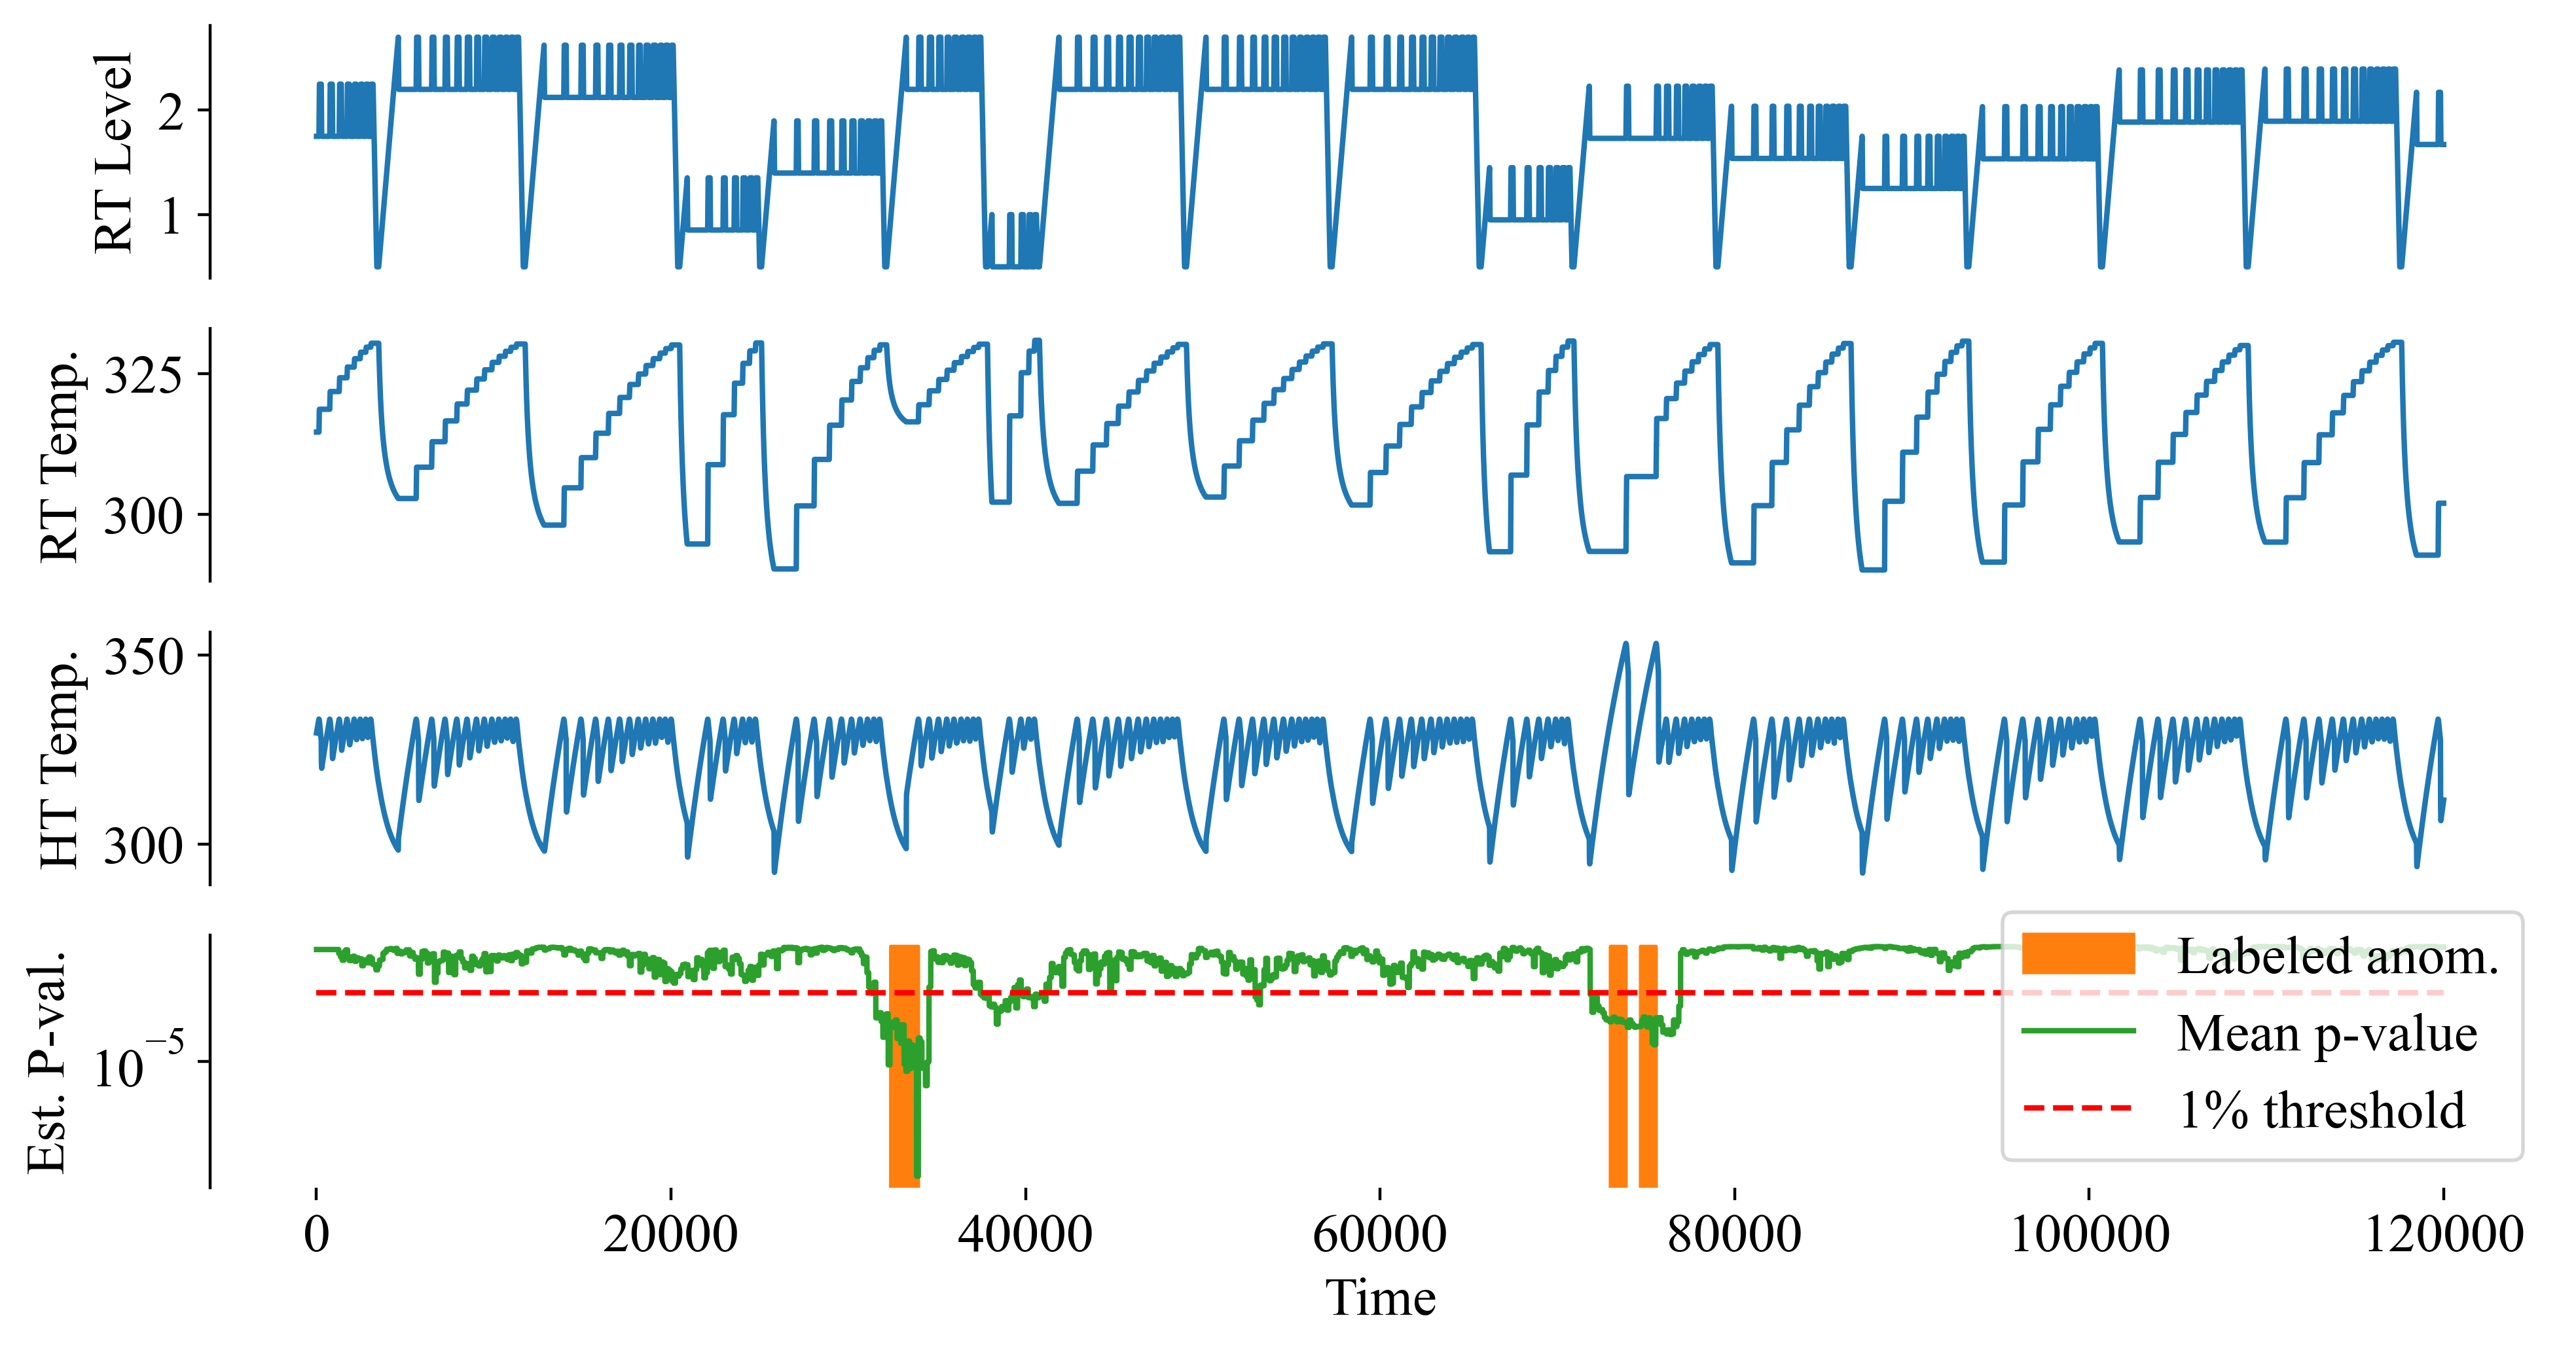 RT Level
2
1
RT Temp.
325
300
HT Temp.
350
300
Est. P-val.
10⁻⁵
Labeled anom.
Mean p-value
1% threshold
0 20000 40000 60000 80000 100000 120000
Time